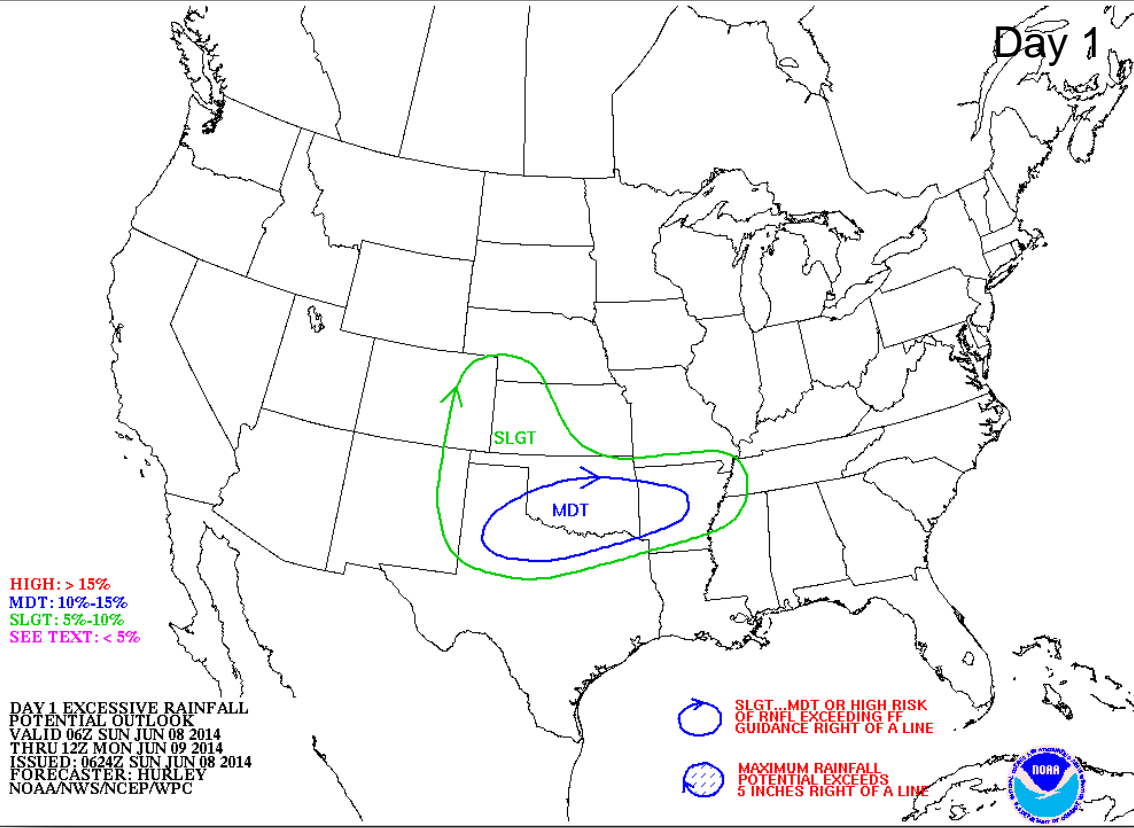 Day 1
SLGT
MDT
HIGH: > 15%
MDT: 10%-15%
SLGT: 5%-10%
SEE TEXT: < 5%
DAY 1 EXCESSIVE RAINFALL
POTENTIAL OUTLOOK
VALID 06Z SUN JUN 08 2014
THRU 12Z MON JUN 09 2014
ISSUED: 0624Z SUN JUN 08 2014
FORECASTER: HURLEY
NOAA/NWS/NCEP/WPC
SLGT...MDT OR HIGH RISK
OF RNFL EXCEEDING FF
GUIDANCE RIGHT OF A LINE
MAXIMUM RAINFALL
POTENTIAL EXCEEDS
5 INCHES RIGHT OF A LINE
NOAA